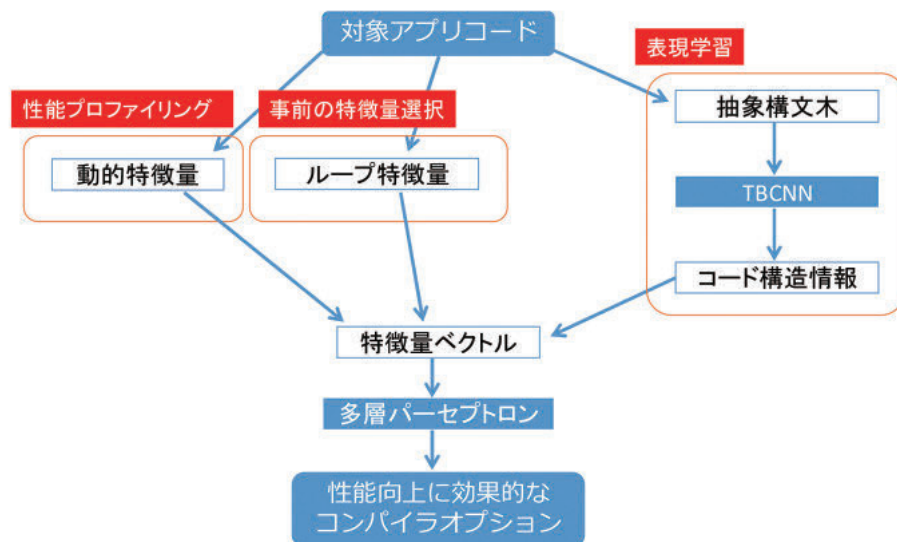 対象アプリコード
表現学習
性能プロファイリング
事前の特徴量選択
抽象構文木
動的特徴量
ループ特徴量
TBCNN
コード構造情報
特徴量ベクトル
多層パーセプトロン
性能向上に効果的な
コンパイラオプション